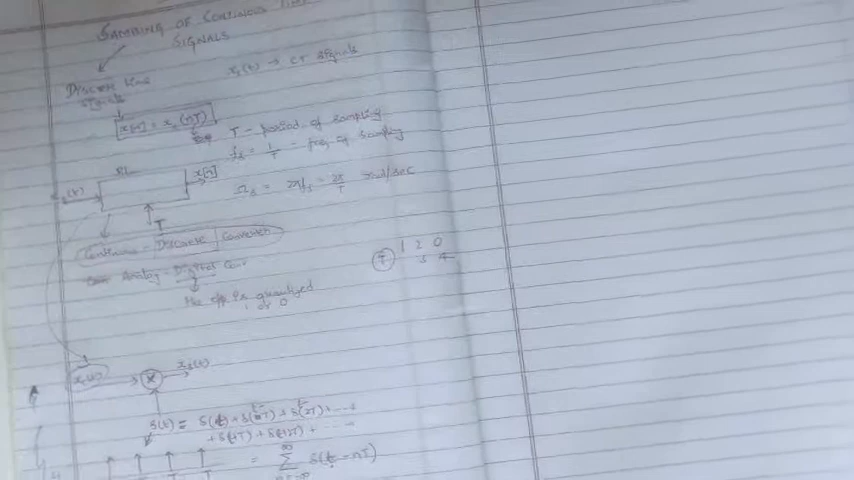 SAMPLING OF CONTINUOUS TIME
SIGNALS
Discrete time signals
xc(t) → CT signals
x[n] = xc(nT)
T - period of sampling
fs = 1/T - freq of sampling
x[n]
Ωs = 2πfs = 2π/T rad/sec
T
Continuous - Discrete Converter
Analog - Digital Conv
the o/p is quantized
1 or 0
1 2 0
3 4
xc(t)
xs(t)
= Σ δ(t - nT)